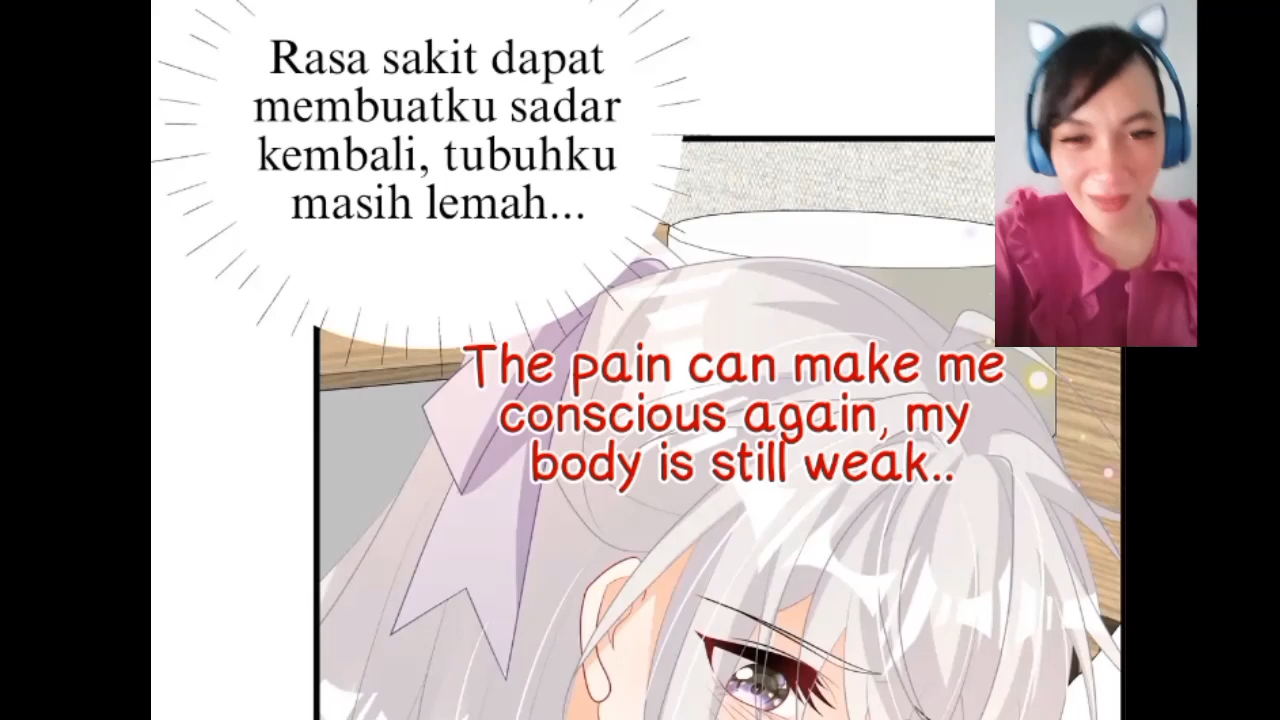 Rasa sakit dapat
membuatku sadar
kembali, tubuhku
masih lemah...
The pain can make me
conscious again, my
body is still weak..